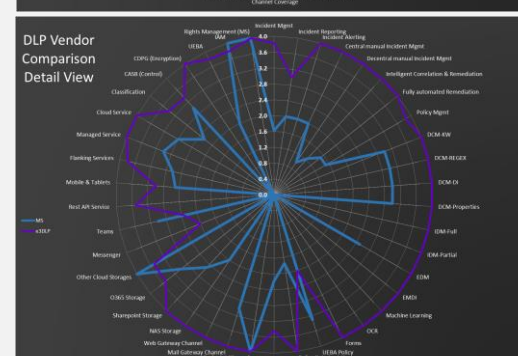 Channel Coverage
DLP Vendor
Comparison
Detail View
Incident Mgmt
Incident Reporting
Incident Alerting
Central manual Incident Mgmt
Decentral manual Incident Mgmt
Intelligent Correlation & Remediation
Fully automated Remediation
Policy Mgmt
DCM-KW
DCM-REGEX
DCM-DI
DCM-Properties
IDM-Full
IDM-Partial
EDM
EMDI
Machine Learning
OCR
Forms
UEBA Policy
Mail Gateway Channel
Web Gateway Channel
NAS Storage
Sharepoint Storage
O365 Storage
Other Cloud Storages
Messenger
Teams
Rest API Service
Mobile & Tablets
Flanking Services
Managed Service
Cloud Service
Classification
CASB (Control)
UEBA
IAM
Rights Management (MS)
4.0
3.6
3.2
2.8
2.4
2.0
1.6
1.2
0.8
0.4
0.0
MS